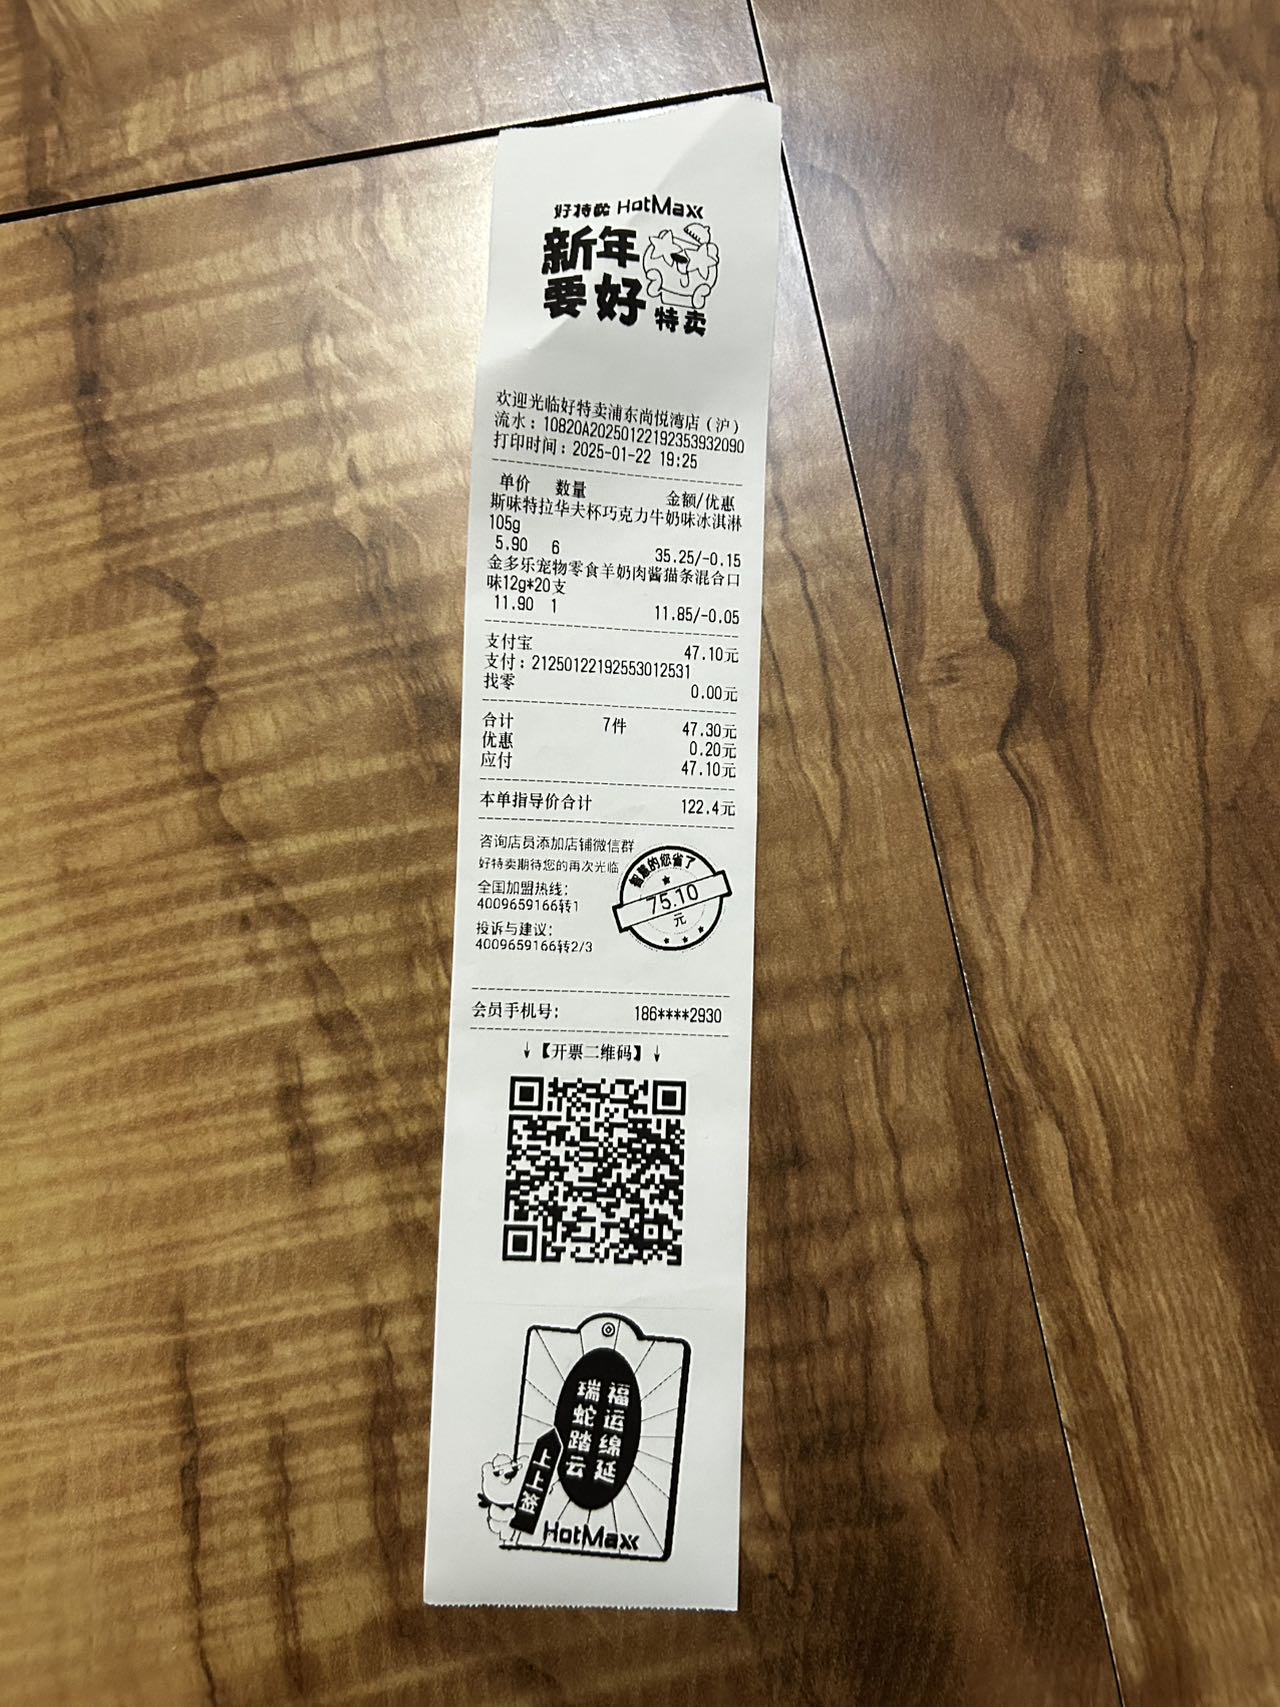 好特卖 HotMaxx
新年
要好特卖
欢迎光临好特卖浦东尚悦湾店（沪）
流水：10820A20250122192353932090
打印时间：2025-01-22 19:25
单价 数量 金额/优惠
斯味特拉华夫杯巧克力牛奶味冰淇淋
105g
5.90 6 35.25/-0.15
金多乐宠物零食羊奶肉酱猫条混合口
味12g*20支
11.90 1 11.85/-0.05
支付宝 47.10元
支付：212501221925530​12531
找零 0.00元
合计 7件 47.30元
优惠 0.20元
应付 47.10元
本单指导价合计 122.4元
咨询店员添加店铺微信群
好特卖期待您的再次光临
全国加盟热线：
4009659166转1
投诉与建议：
4009659166转2/3
智慧的您省了
75.10
元
会员手机号： 186****2930
↓【开票二维码】↓
福运绵延
瑞蛇踏云
上上签
HotMaxx